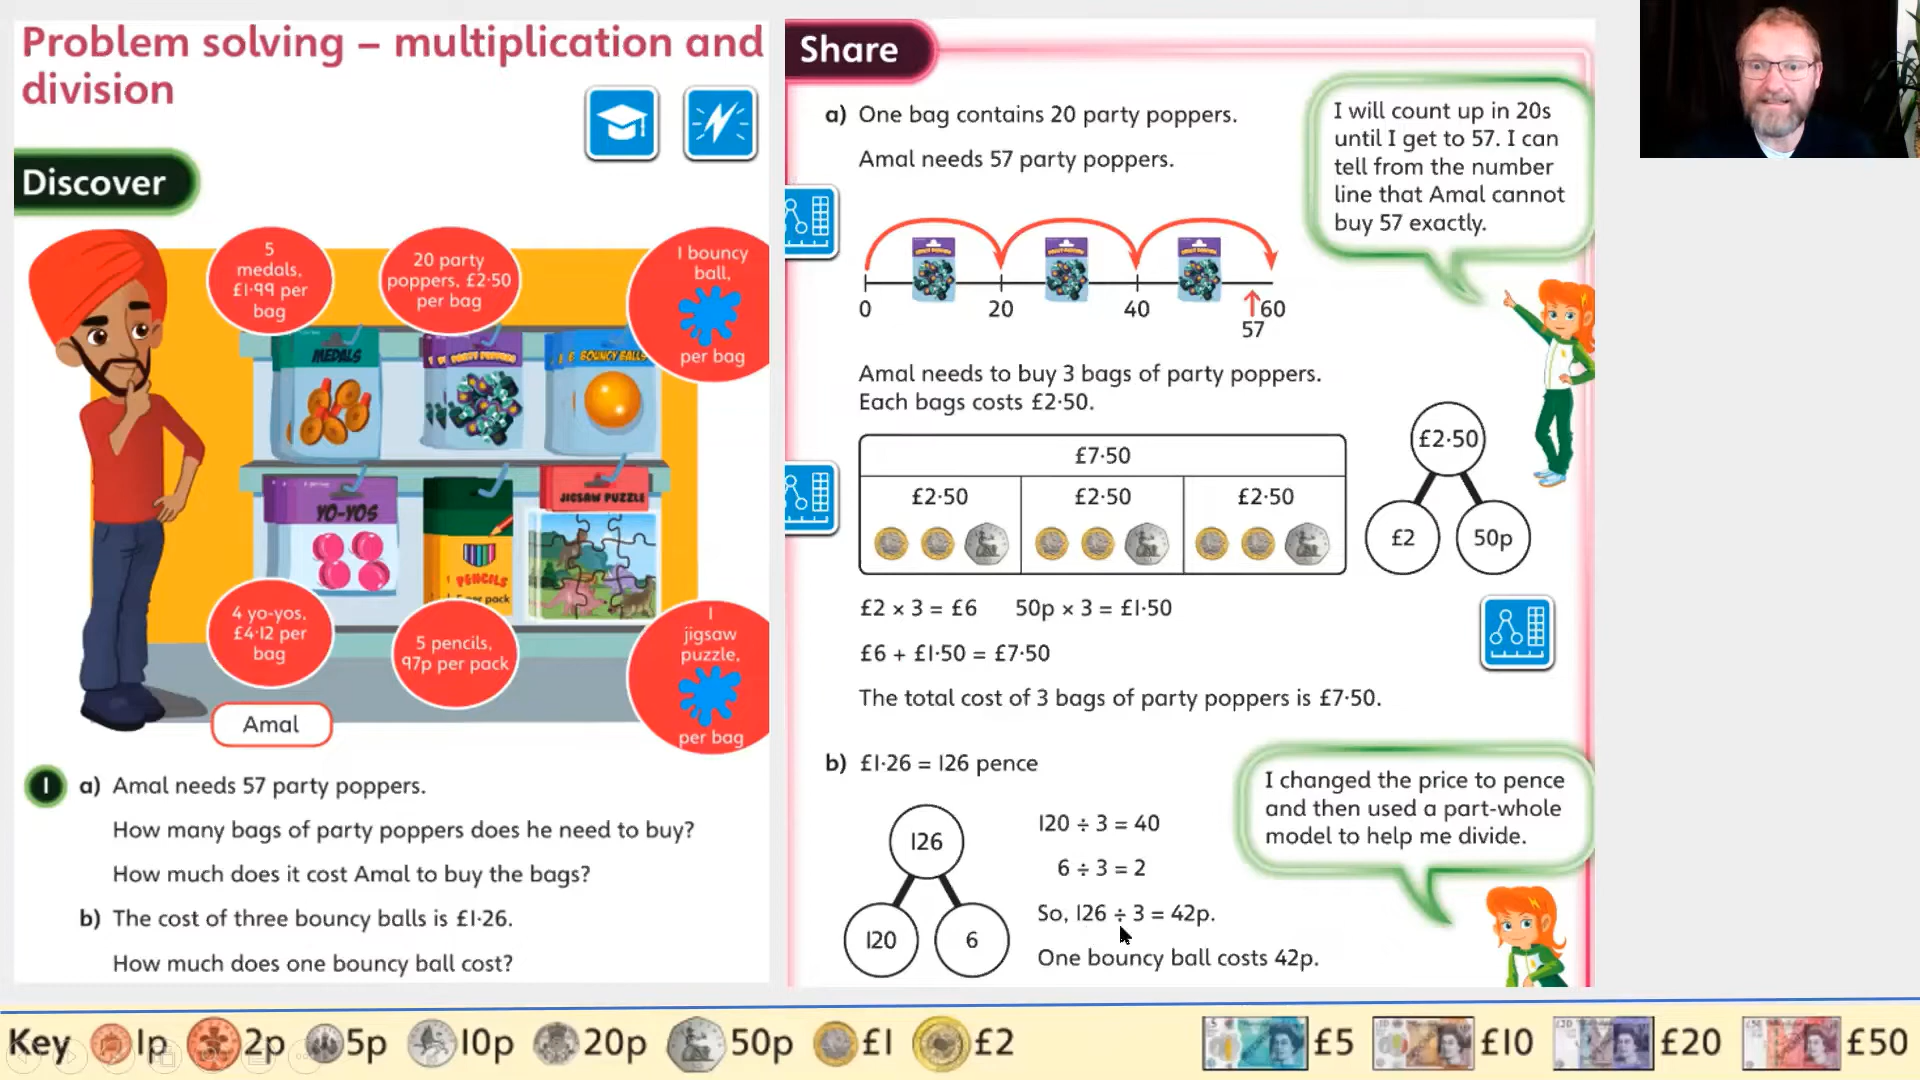 Problem solving – multiplication and
division
Discover
5
medals,
£1·99 per
bag
20 party
poppers, £2·50
per bag
1 bouncy
ball,
per bag
MEDALS
PARTY POPPERS
BOUNCY BALLS
YO-YOS
PENCILS
per pack
JIGSAW PUZZLE
4 yo-yos,
£4·12 per
bag
5 pencils,
97p per pack
1
jigsaw
puzzle,
per bag
Amal
1 a) Amal needs 57 party poppers.
How many bags of party poppers does he need to buy?
How much does it cost Amal to buy the bags?
b) The cost of three bouncy balls is £1·26.
How much does one bouncy ball cost?
Share
a) One bag contains 20 party poppers.
Amal needs 57 party poppers.
I will count up in 20s
until I get to 57. I can
tell from the number
line that Amal cannot
buy 57 exactly.
0 20 40 60
57
Amal needs to buy 3 bags of party poppers.
Each bags costs £2·50.
£7·50
£2·50 £2·50 £2·50
£2·50
£2 50p
£2 × 3 = £6 50p × 3 = £1·50
£6 + £1·50 = £7·50
The total cost of 3 bags of party poppers is £7·50.
b) £1·26 = 126 pence
126
120 6
120 ÷ 3 = 40
6 ÷ 3 = 2
So, 126 ÷ 3 = 42p.
One bouncy ball costs 42p.
I changed the price to pence
and then used a part-whole
model to help me divide.
Key 1p 2p 5p 10p 20p 50p £1 £2 £5 £10 £20 £50